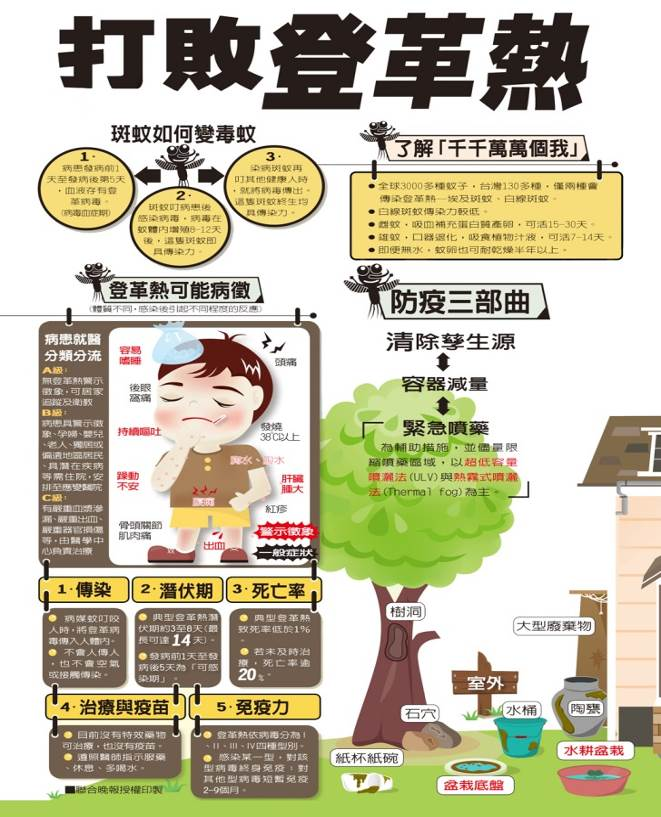 打敗登革熱
斑蚊如何變毒蚊
1.
病患發病前1
天至發病後第5天
，血液存有登
革病毒。
(病毒血症期)
2.
斑蚊叮病患後
感染病毒，病毒在
蚊體內增殖8-12天
後，這隻斑蚊即
具傳染力。
3.
染病斑蚊再
叮其他健康人時
，就將病毒傳出。
這隻斑蚊終生均
具傳染力。
了解「千千萬萬個我」
●全球3000多種蚊子，台灣130多種，僅兩種會
傳染登革熱－埃及斑蚊、白線斑蚊。
●白線斑蚊傳染力較低。
●雌蚊，吸血補充蛋白質產卵，可活15-30天。
●雄蚊，口器退化，吸食植物汁液，可活7-14天。
●即便無水，蚊卵也可耐乾燥半年以上。
登革熱可能病徵
(體質不同，感染後引起不同程度的反應)
病患就醫
分類分流
A級：
無登革熱警示
徵象，可居家
追蹤及衛教
B級：
病患具警示徵
象、孕婦、嬰兒
、老人、獨居或
偏遠地區居民
、具潛在疾病
等需住院，安
排至應變醫院
C級：
有嚴重血漿滲
漏、嚴重出血、
嚴重器官損傷
等，由醫學中
心負責治療
容易
嗜睡
頭痛
後眼
窩痛
持續嘔吐
發燒
38℃以上
胸水、
躁動
不安
肝臟
腫大
腹痛
紅疹
骨頭關節
肌肉痛
出血
警示徵象
一般症狀
防疫三部曲
清除孳生源
容器減量
「緊急噴藥
為輔助措施，並儘量限
縮噴藥區域，以超低容量
噴灑法(ULV)與熱霧式噴灑
法(Thermal fog)為主。」
1.傳染
●病媒蚊叮咬
人時，將登革病
毒傳入人體內。
●不會人傳人
，也不會空氣
或接觸傳染。
2.潛伏期
●典型登革熱潛
伏期約3至8天(最
長可達14天)。
●發病前1天至發
病後5天為「可感
染期」。
3.死亡率
●典型登革熱
致死率低於1%
。
●若未及時治
療，死亡率逾
20%。
4.治療與疫苗
●目前沒有特效藥物
可治療，也沒有疫苗。
●遵照醫師指示服藥
、休息、多喝水。
5.免疫力
●登革熱依病毒分為I
、II、III、IV四種型別。
●感染某一型，對該
型病毒終身免疫；對
其他型病毒短暫免疫
2-9個月。
■聯合晚報授權印製
樹洞
大型廢棄物
室外
石穴
水桶
陶甕
紙杯紙碗
盆栽底盤
水耕盆栽